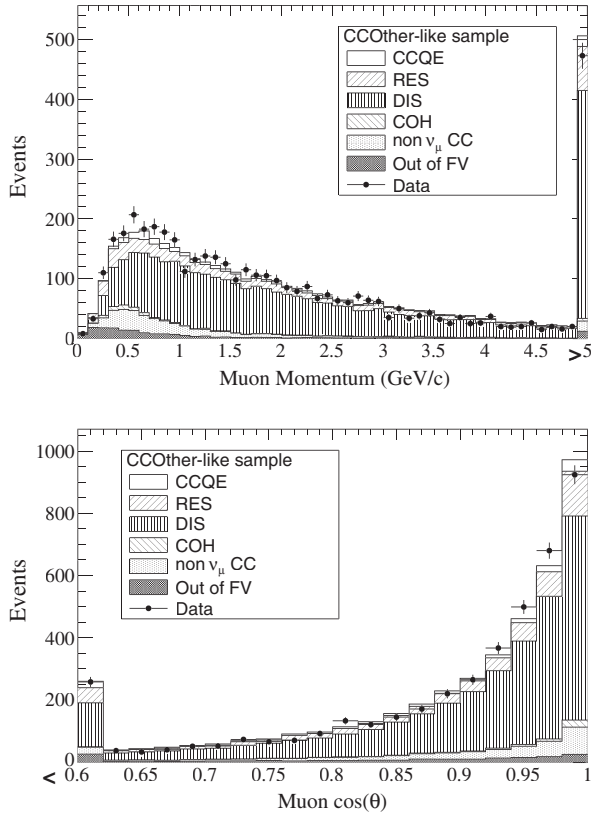 500
400
300
200
100
0
Events
CCOther-like sample
CCQE
RES
DIS
COH
non νμ CC
Out of FV
Data
0 0.5 1 1.5 2 2.5 3 3.5 4 4.5 > 5
Muon Momentum (GeV/c)
1000
800
600
400
200
0
Events
CCOther-like sample
CCQE
RES
DIS
COH
non νμ CC
Out of FV
Data
< 0.6 0.65 0.7 0.75 0.8 0.85 0.9 0.95 1
Muon cos(θ)